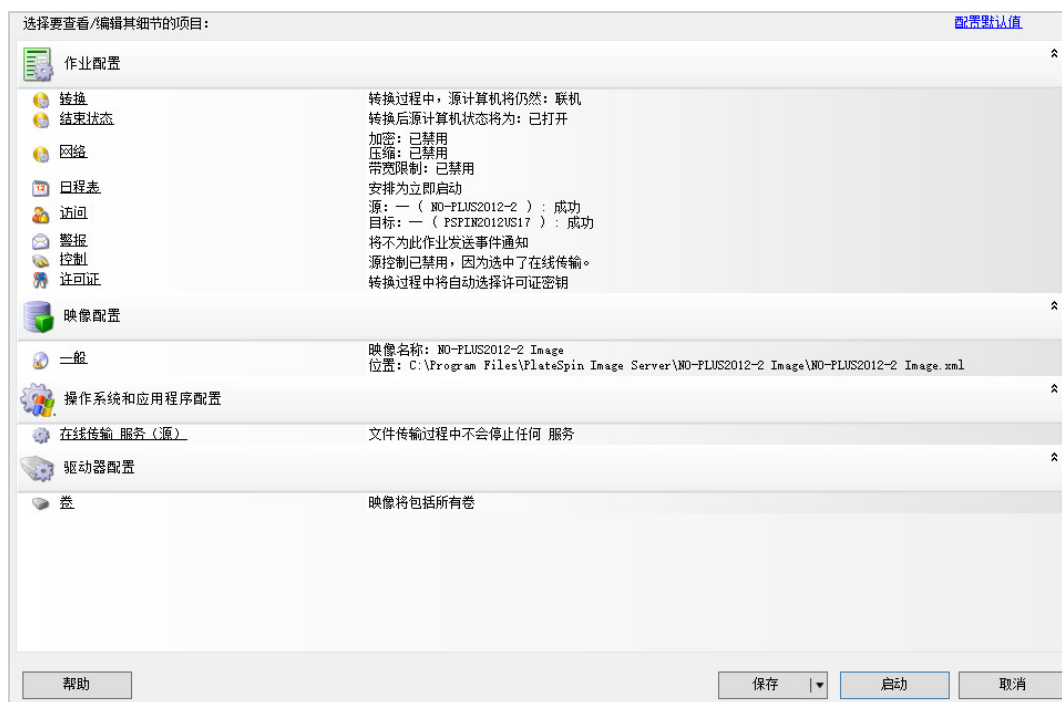 选择要查看/编辑其细节的项目： 配置默认值
作业配置
转换 转换过程中，源计算机将仍然：联机
结束状态 转换后源计算机状态将为：已打开
网络 加密：已禁用
压缩：已禁用
带宽限制：已禁用
日程表 安排为立即启动
访问 源：— ( NO-PLUS2012-2 ) : 成功
目标：— ( PSPIN2012US17 ) : 成功
警报 将不为此作业发送事件通知
控制 源控制已禁用，因为选中了在线传输。
许可证 转换过程中将自动选择许可证密钥
映像配置
一般 映像名称：NO-PLUS2012-2 Image
位置：C:\Program Files\PlateSpin Image Server\NO-PLUS2012-2 Image\NO-PLUS2012-2 Image.xml
操作系统和应用程序配置
在线传输 服务（源） 文件传输过程中不会停止任何 服务
驱动器配置
卷 映像将包括所有卷
帮助 保存 启动 取消